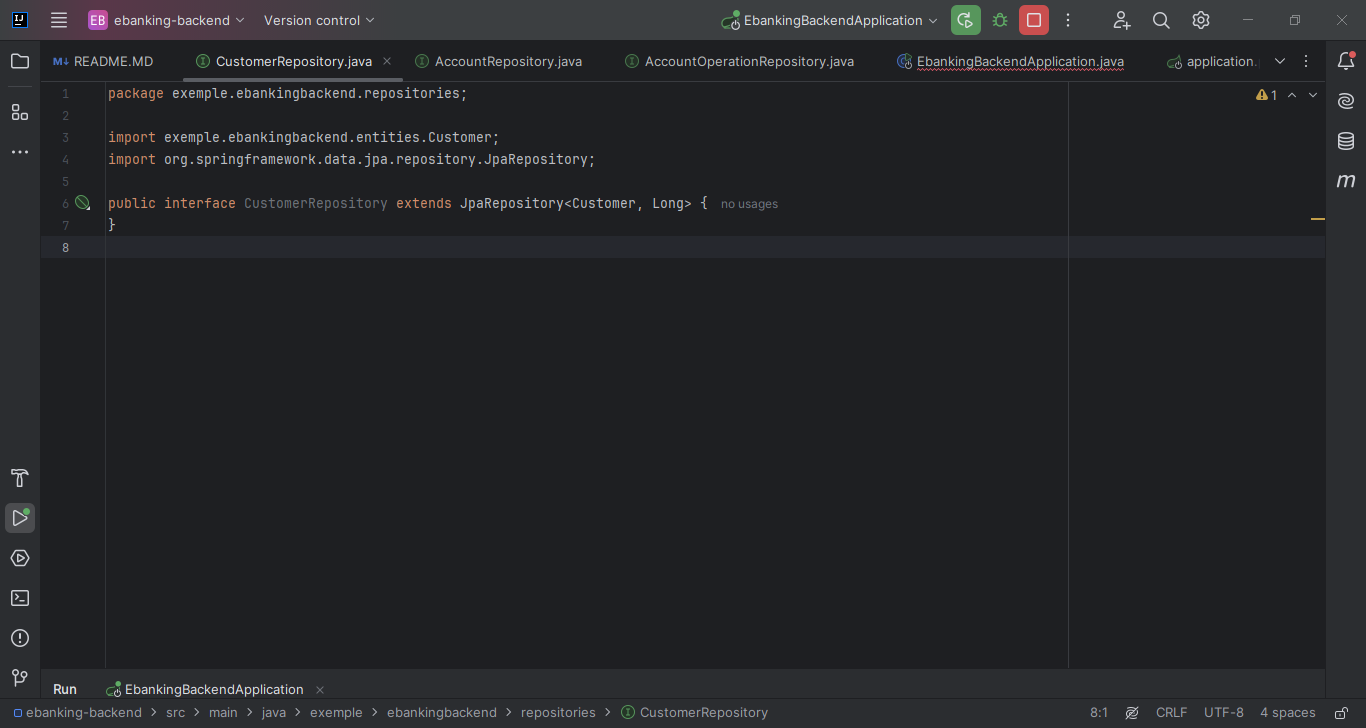 EB ebanking-backend Version control EbankingBackendApplication
M↓ README.MD CustomerRepository.java AccountRepository.java AccountOperationRepository.java EbankingBackendApplication.java application.
1 package exemple.ebankingbackend.repositories; 1
2
3 import exemple.ebankingbackend.entities.Customer;
4 import org.springframework.data.jpa.repository.JpaRepository;
5
6 public interface CustomerRepository extends JpaRepository<Customer, Long> { no usages
7 }
8
Run EbankingBackendApplication
ebanking-backend > src > main > java > exemple > ebankingbackend > repositories > CustomerRepository 8:1 CRLF UTF-8 4 spaces